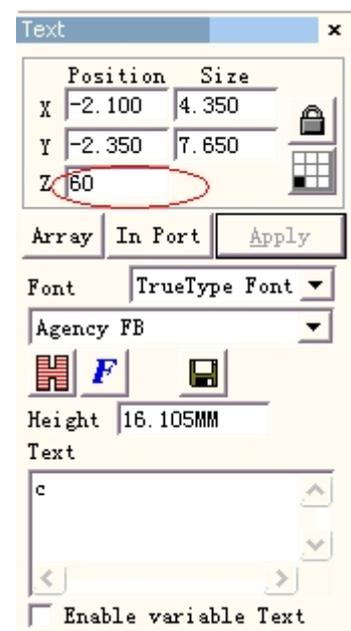 Text
Position Size
X -2.100 4.350
Y -2.350 7.650
Z 60
Array In Port Apply
Font TrueType Font
Agency FB
F
Height 16.105MM
Text
c
Enable variable Text